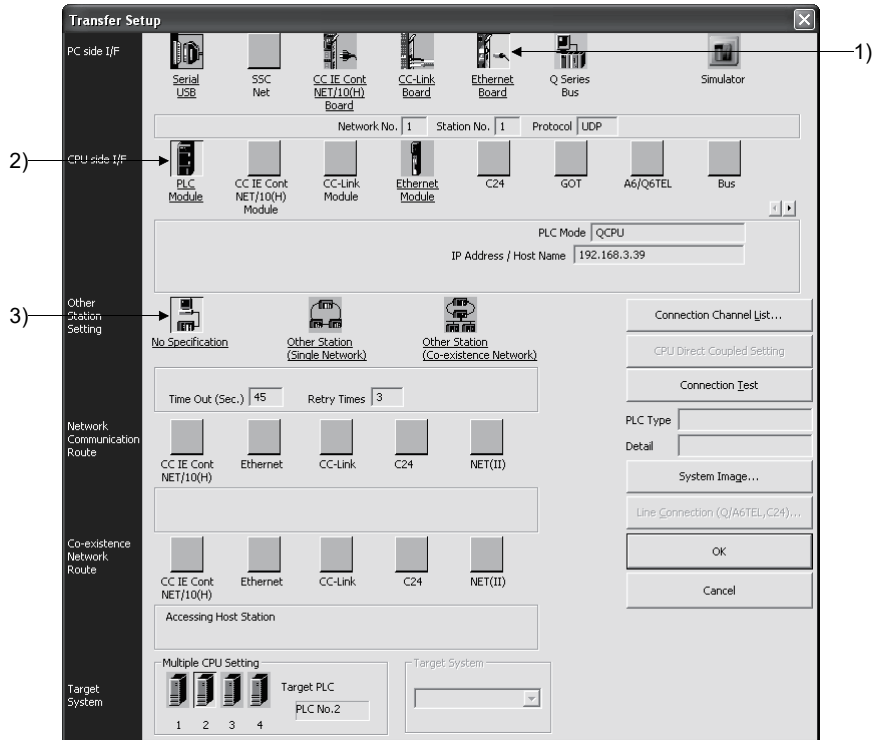 Transfer Setup
PC side I/F
Serial USB
SSC Net
CC IE Cont NET/10(H) Board
CC-Link Board
Ethernet Board
Q Series Bus
Simulator
1)
Network No. 1 Station No. 1 Protocol UDP
2)
CPU side I/F
PLC Module
CC IE Cont NET/10(H) Module
CC-Link Module
Ethernet Module
C24
GOT
A6/Q6TEL
Bus
PLC Mode QCPU
IP Address / Host Name 192.168.3.39
3)
Other Station Setting
No Specification
Other Station (Single Network)
Other Station (Co-existence Network)
Time Out (Sec.) 45 Retry Times 3
Connection Channel List...
CPU Direct Coupled Setting
Connection Test
PLC Type
Detail
System Image...
Line Connection (Q/A6TEL,C24)...
OK
Cancel
Network Communication Route
CC IE Cont NET/10(H)
Ethernet
CC-Link
C24
NET(II)
Co-existence Network Route
CC IE Cont NET/10(H)
Ethernet
CC-Link
C24
NET(II)
Accessing Host Station
Target System
Multiple CPU Setting
1 2 3 4
Target PLC
PLC No.2
Target System